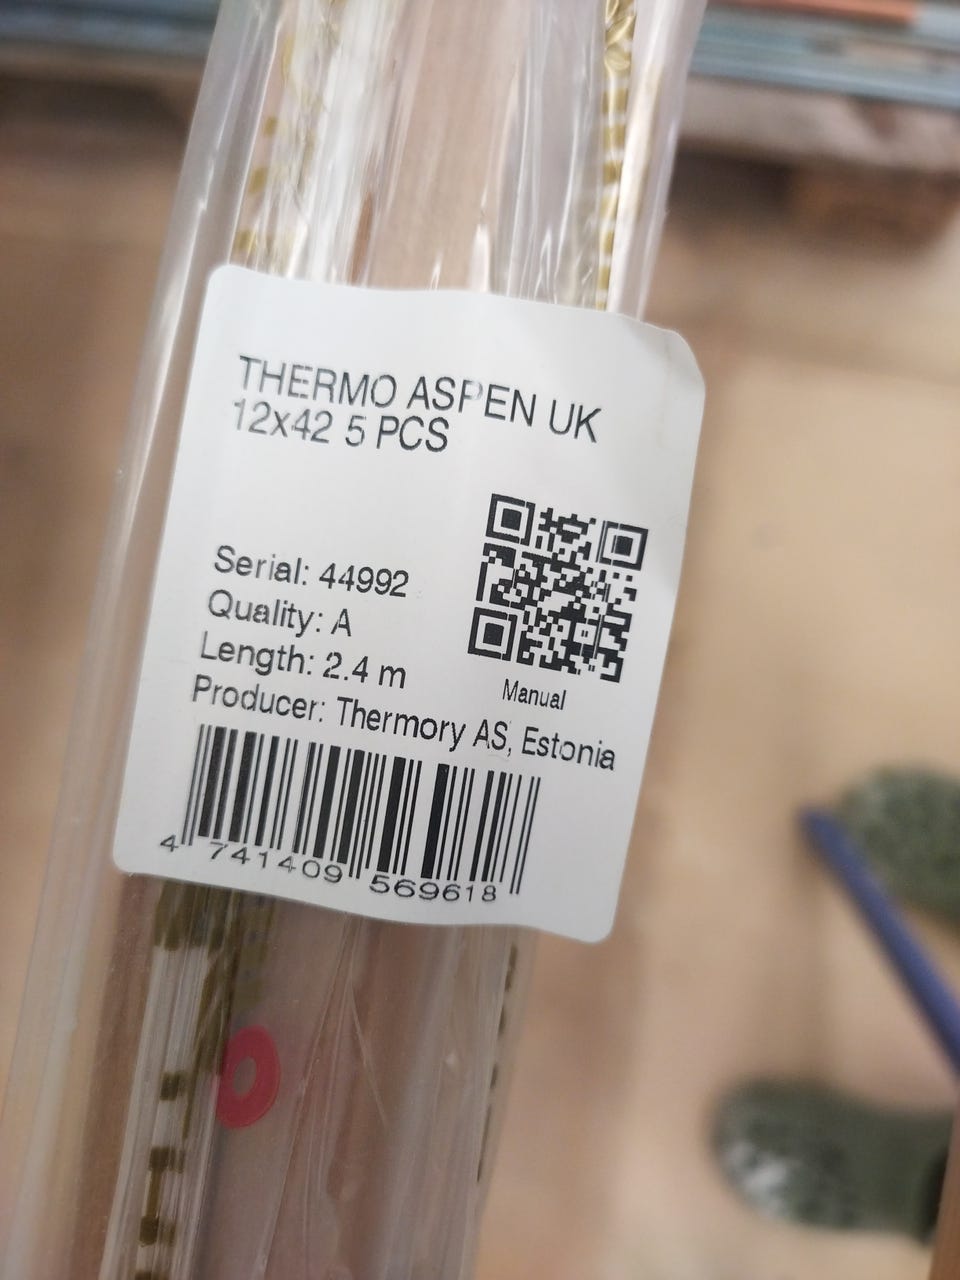 THERMO ASPEN UK
12x42 5 PCS
Serial: 44992
Quality: A
Length: 2.4 m
Manual
Producer: Thermory AS, Estonia
4 741409 569618